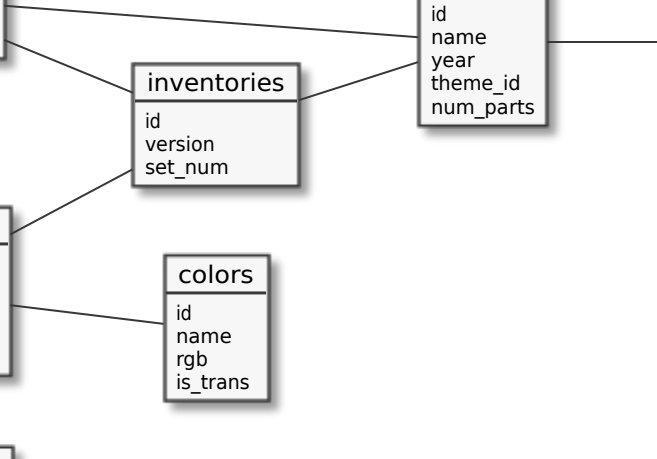 id
name
year
theme_id
num_parts
inventories
id
version
set_num
colors
id
name
rgb
is_trans